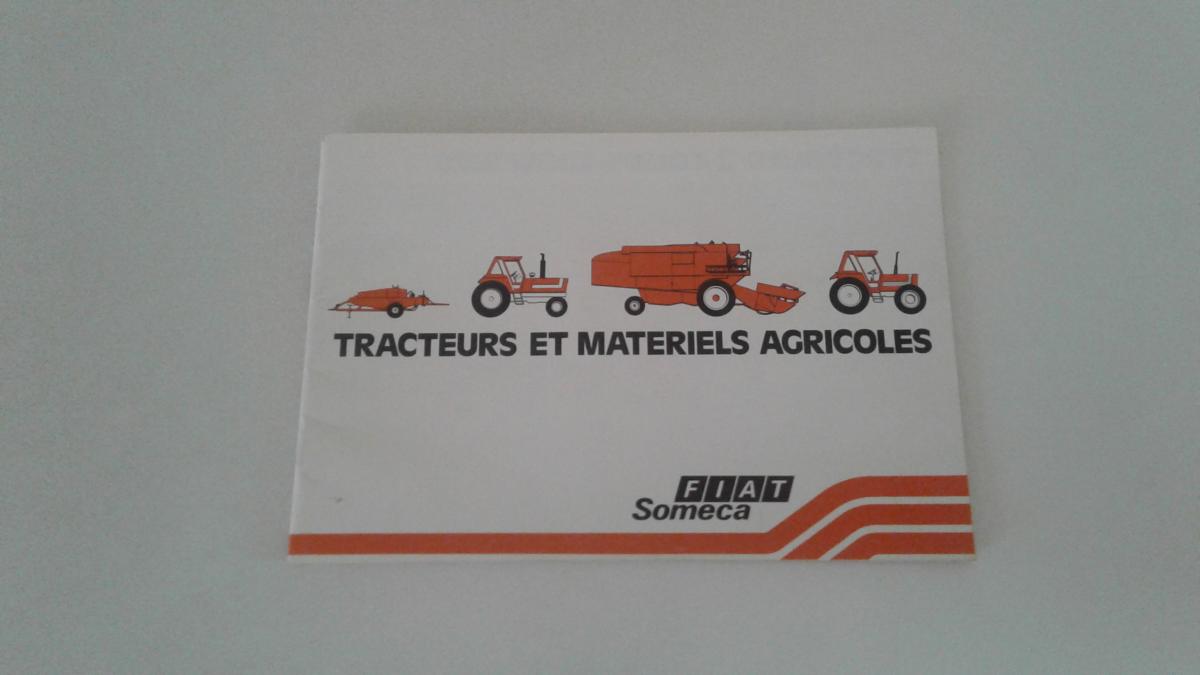 TRACTEURS ET MATERIELS AGRICOLES
FIAT
Someca